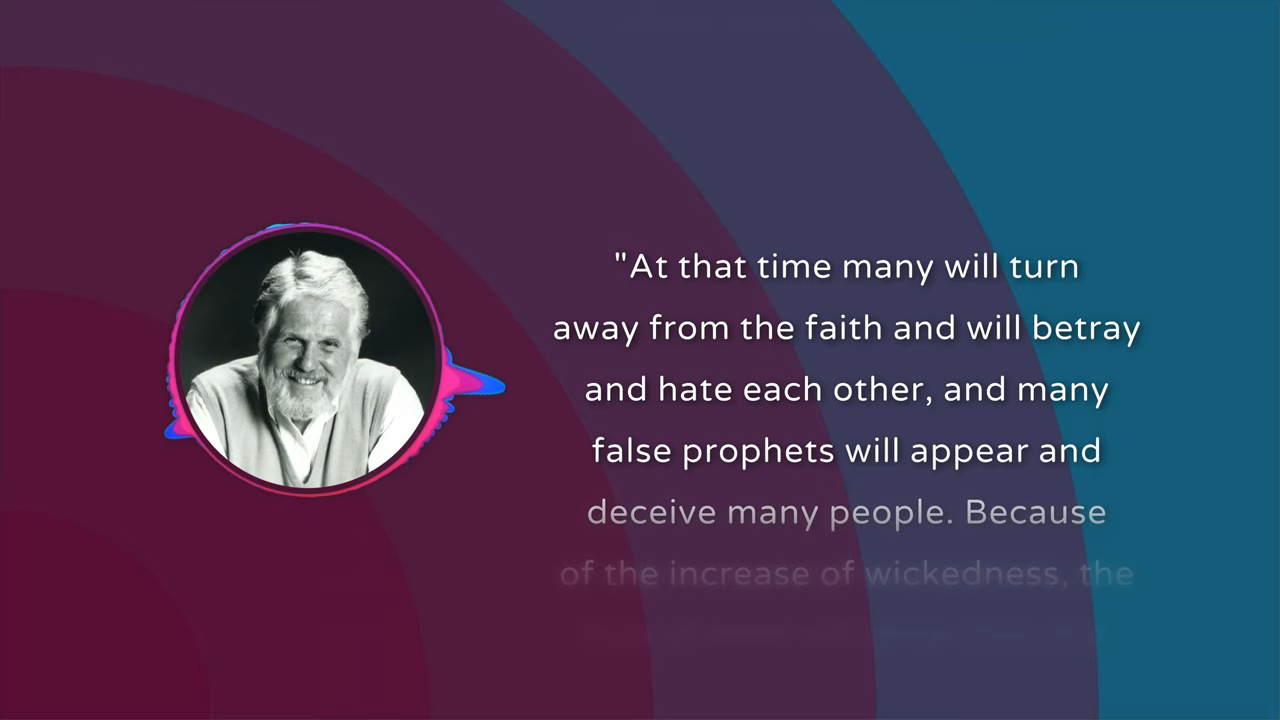 "At that time many will turn
away from the faith and will betray
and hate each other, and many
false prophets will appear and
deceive many people. Because
of the increase of wickedness, the